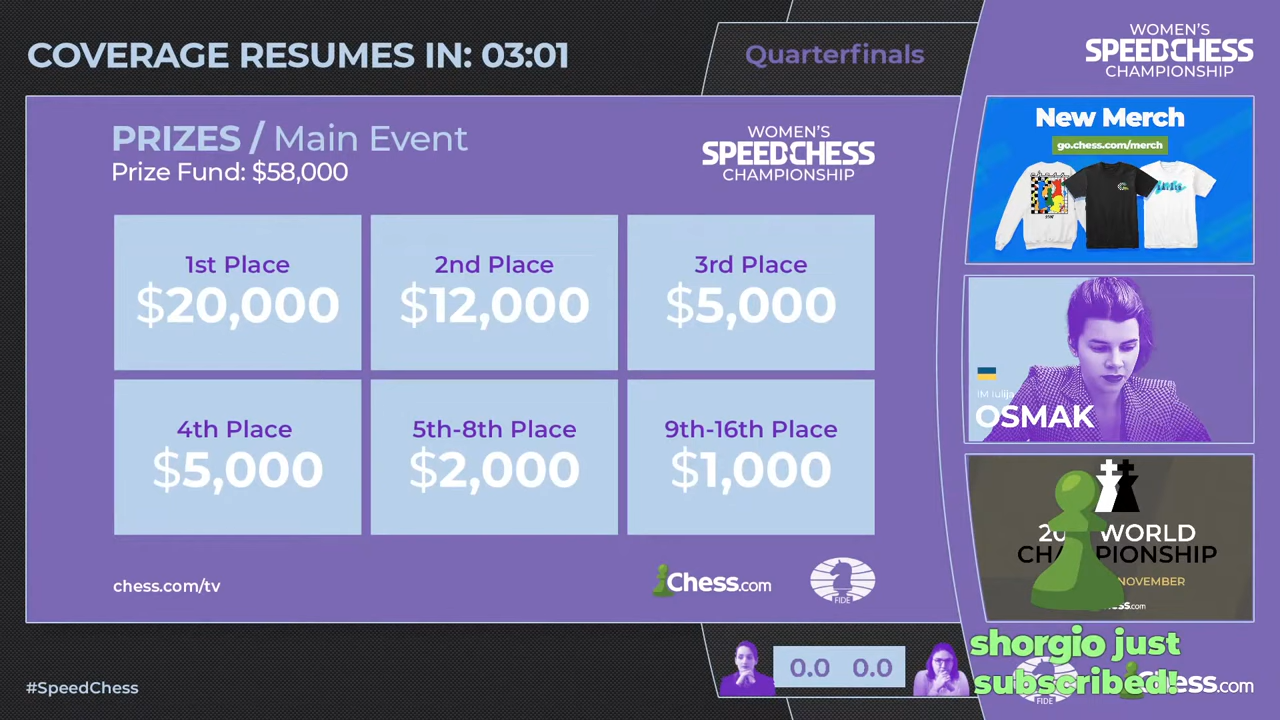 COVERAGE RESUMES IN: 03:01
Quarterfinals
WOMEN'S
SPEEDCHESS
CHAMPIONSHIP
PRIZES / Main Event
Prize Fund: $58,000
WOMEN'S
SPEEDCHESS
CHAMPIONSHIP
1st Place
$20,000
2nd Place
$12,000
3rd Place
$5,000
4th Place
$5,000
5th-8th Place
$2,000
9th-16th Place
$1,000
chess.com/tv
Chess.com
FIDE
New Merch
go.chess.com/merch
IM Iulija
OSMAK
WORLD
NOVEMBER
0.0 0.0
shorgio just
subscribed!
#SpeedChess
FIDE